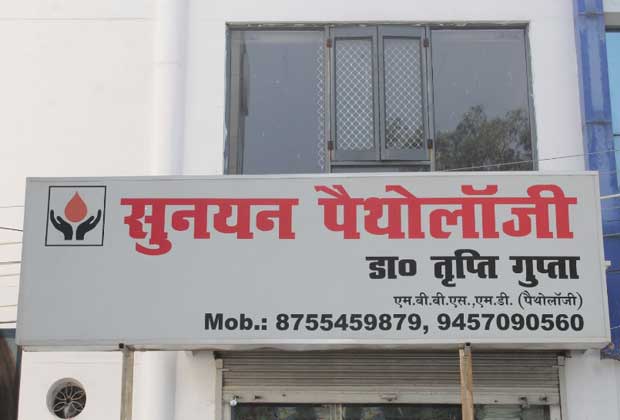 सुनयन पैथोलॉजी
डा० तृप्ति गुप्ता
एम.बी.बी.एस.,एम.डी. (पैथोलॉजी)
Mob.: 8755459879, 9457090560